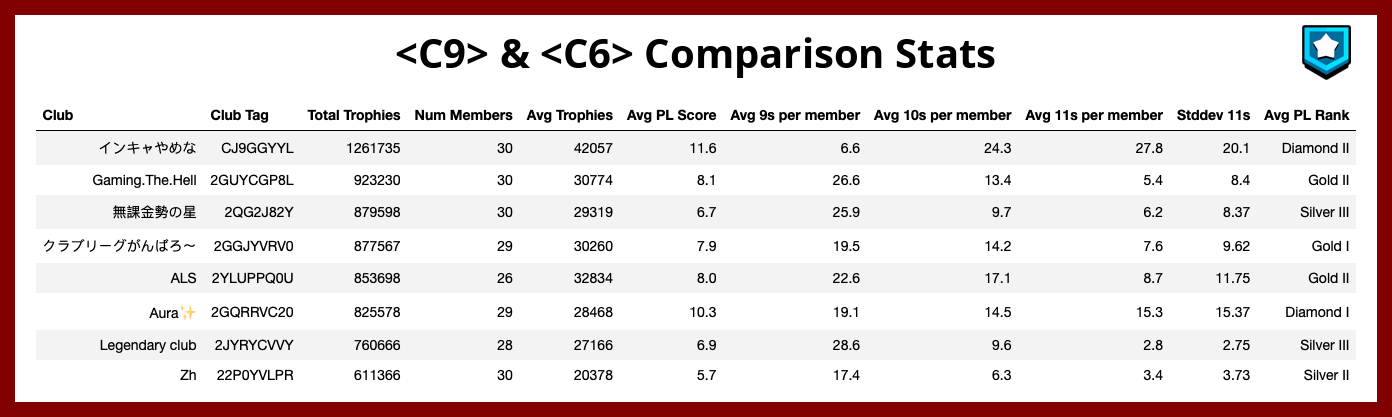 <C9> & <C6> Comparison Stats
Club Club Tag Total Trophies Num Members Avg Trophies Avg PL Score Avg 9s per member Avg 10s per member Avg 11s per member Stddev 11s Avg PL Rank
インキャやめな CJ9GGYYL 1261735 30 42057 11.6 6.6 24.3 27.8 20.1 Diamond II
Gaming.The.Hell 2GUYCGP8L 923230 30 30774 8.1 26.6 13.4 5.4 8.4 Gold II
無課金勢の星 2QG2J82Y 879598 30 29319 6.7 25.9 9.7 6.2 8.37 Silver III
クラブリーグがんばろ〜 2GGJYVRV0 877567 29 30260 7.9 19.5 14.2 7.6 9.62 Gold I
ALS 2YLUPPQ0U 853698 26 32834 8.0 22.6 17.1 8.7 11.75 Gold II
Aura✨ 2GQRRVC20 825578 29 28468 10.3 19.1 14.5 15.3 15.37 Diamond I
Legendary club 2JYRYCVVY 760666 28 27166 6.9 28.6 9.6 2.8 2.75 Silver III
Zh 22P0YVLPR 611366 30 20378 5.7 17.4 6.3 3.4 3.73 Silver II